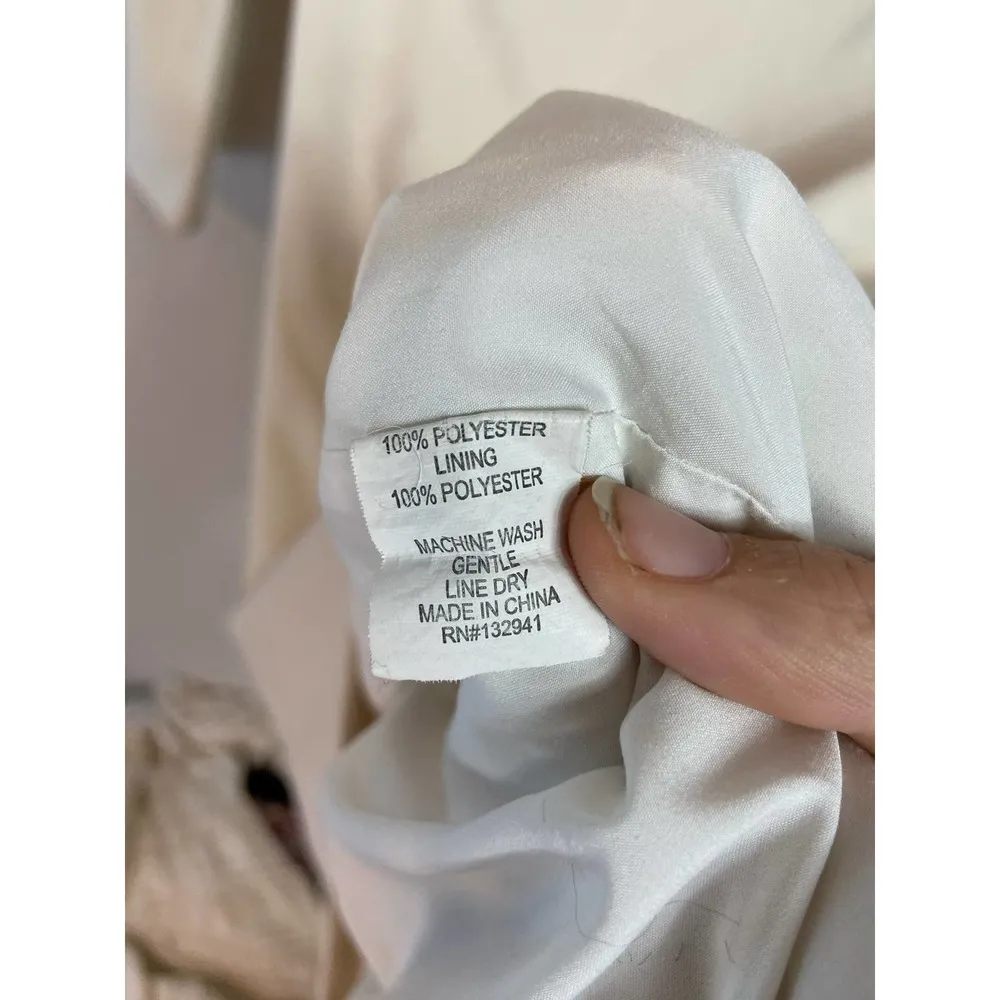 100% POLYESTER
LINING
100% POLYESTER
MACHINE WASH
GENTLE
LINE DRY
MADE IN CHINA
RN#132941